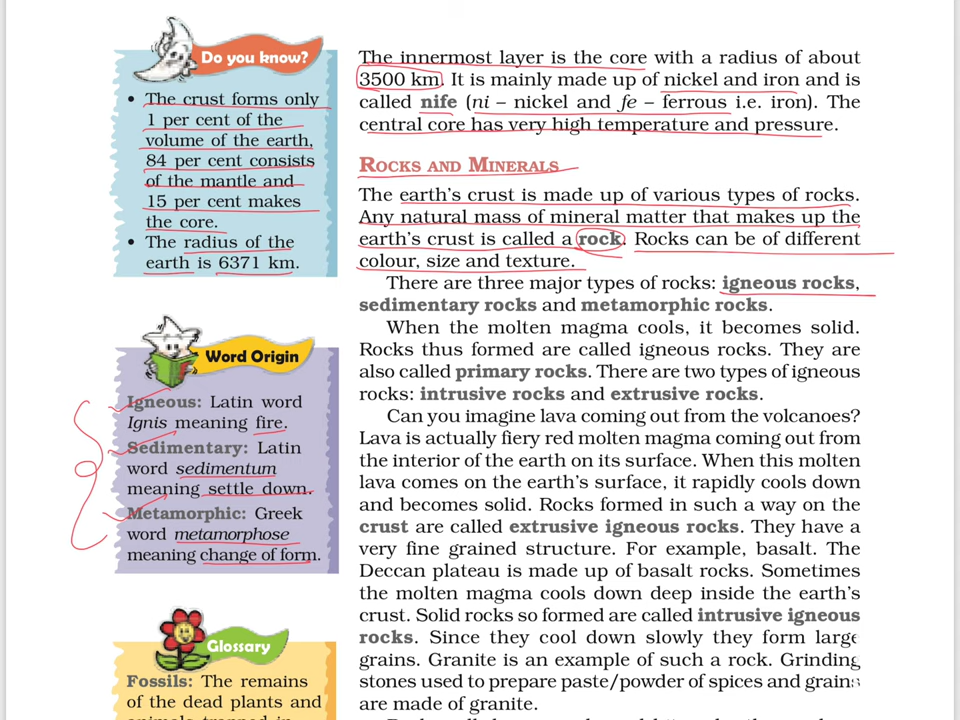 Do you know?
• The crust forms only
1 per cent of the
volume of the earth,
84 per cent consists
of the mantle and
15 per cent makes
the core.
• The radius of the
earth is 6371 km.
Word Origin
Igneous: Latin word
Ignis meaning fire.
Sedimentary: Latin
word sedimentum
meaning settle down.
Metamorphic: Greek
word metamorphose
meaning change of form.
Glossary
Fossils: The remains
of the dead plants and
animals trapped in
The innermost layer is the core with a radius of about
3500 km. It is mainly made up of nickel and iron and is
called nife (ni – nickel and fe – ferrous i.e. iron). The
central core has very high temperature and pressure.
ROCKS AND MINERALS
The earth's crust is made up of various types of rocks.
Any natural mass of mineral matter that makes up the
earth's crust is called a rock. Rocks can be of different
colour, size and texture.
There are three major types of rocks: igneous rocks,
sedimentary rocks and metamorphic rocks.
When the molten magma cools, it becomes solid.
Rocks thus formed are called igneous rocks. They are
also called primary rocks. There are two types of igneous
rocks: intrusive rocks and extrusive rocks.
Can you imagine lava coming out from the volcanoes?
Lava is actually fiery red molten magma coming out from
the interior of the earth on its surface. When this molten
lava comes on the earth's surface, it rapidly cools down
and becomes solid. Rocks formed in such a way on the
crust are called extrusive igneous rocks. They have a
very fine grained structure. For example, basalt. The
Deccan plateau is made up of basalt rocks. Sometimes
the molten magma cools down deep inside the earth's
crust. Solid rocks so formed are called intrusive igneous
rocks. Since they cool down slowly they form large
grains. Granite is an example of such a rock. Grinding
stones used to prepare paste/powder of spices and grains
are made of granite.